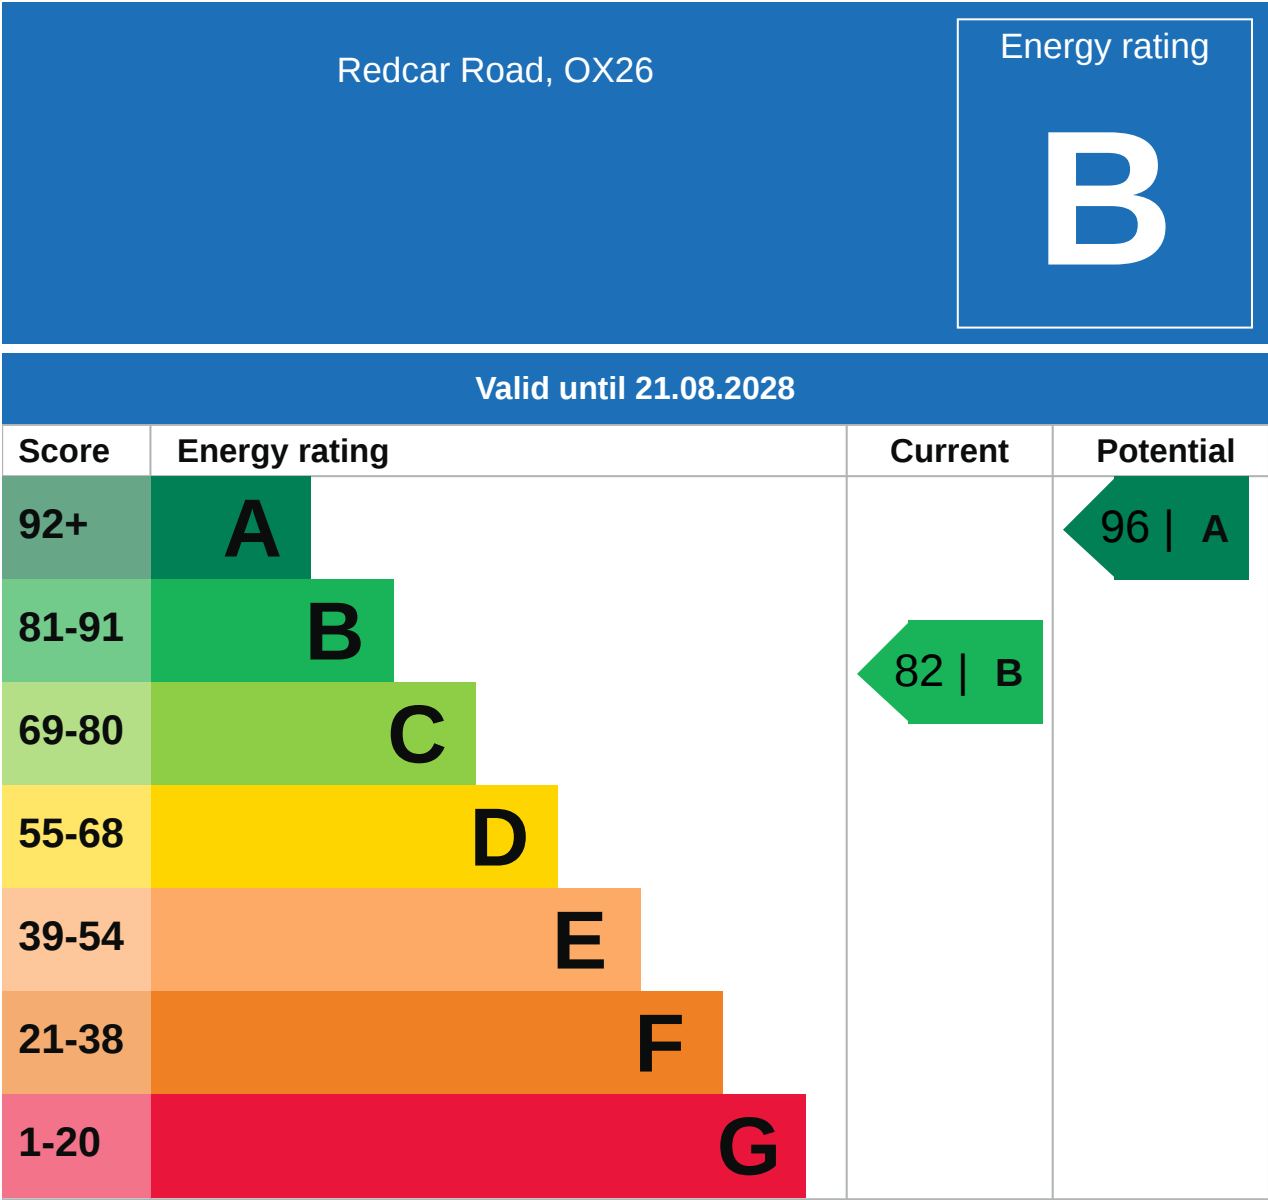 Redcar Road, OX26
Energy rating
B
Valid until 21.08.2028
Score Energy rating Current Potential
92+ A 96 | A
81-91 B
82 | B
69-80 C
55-68 D
39-54 E
21-38 F
1-20 G